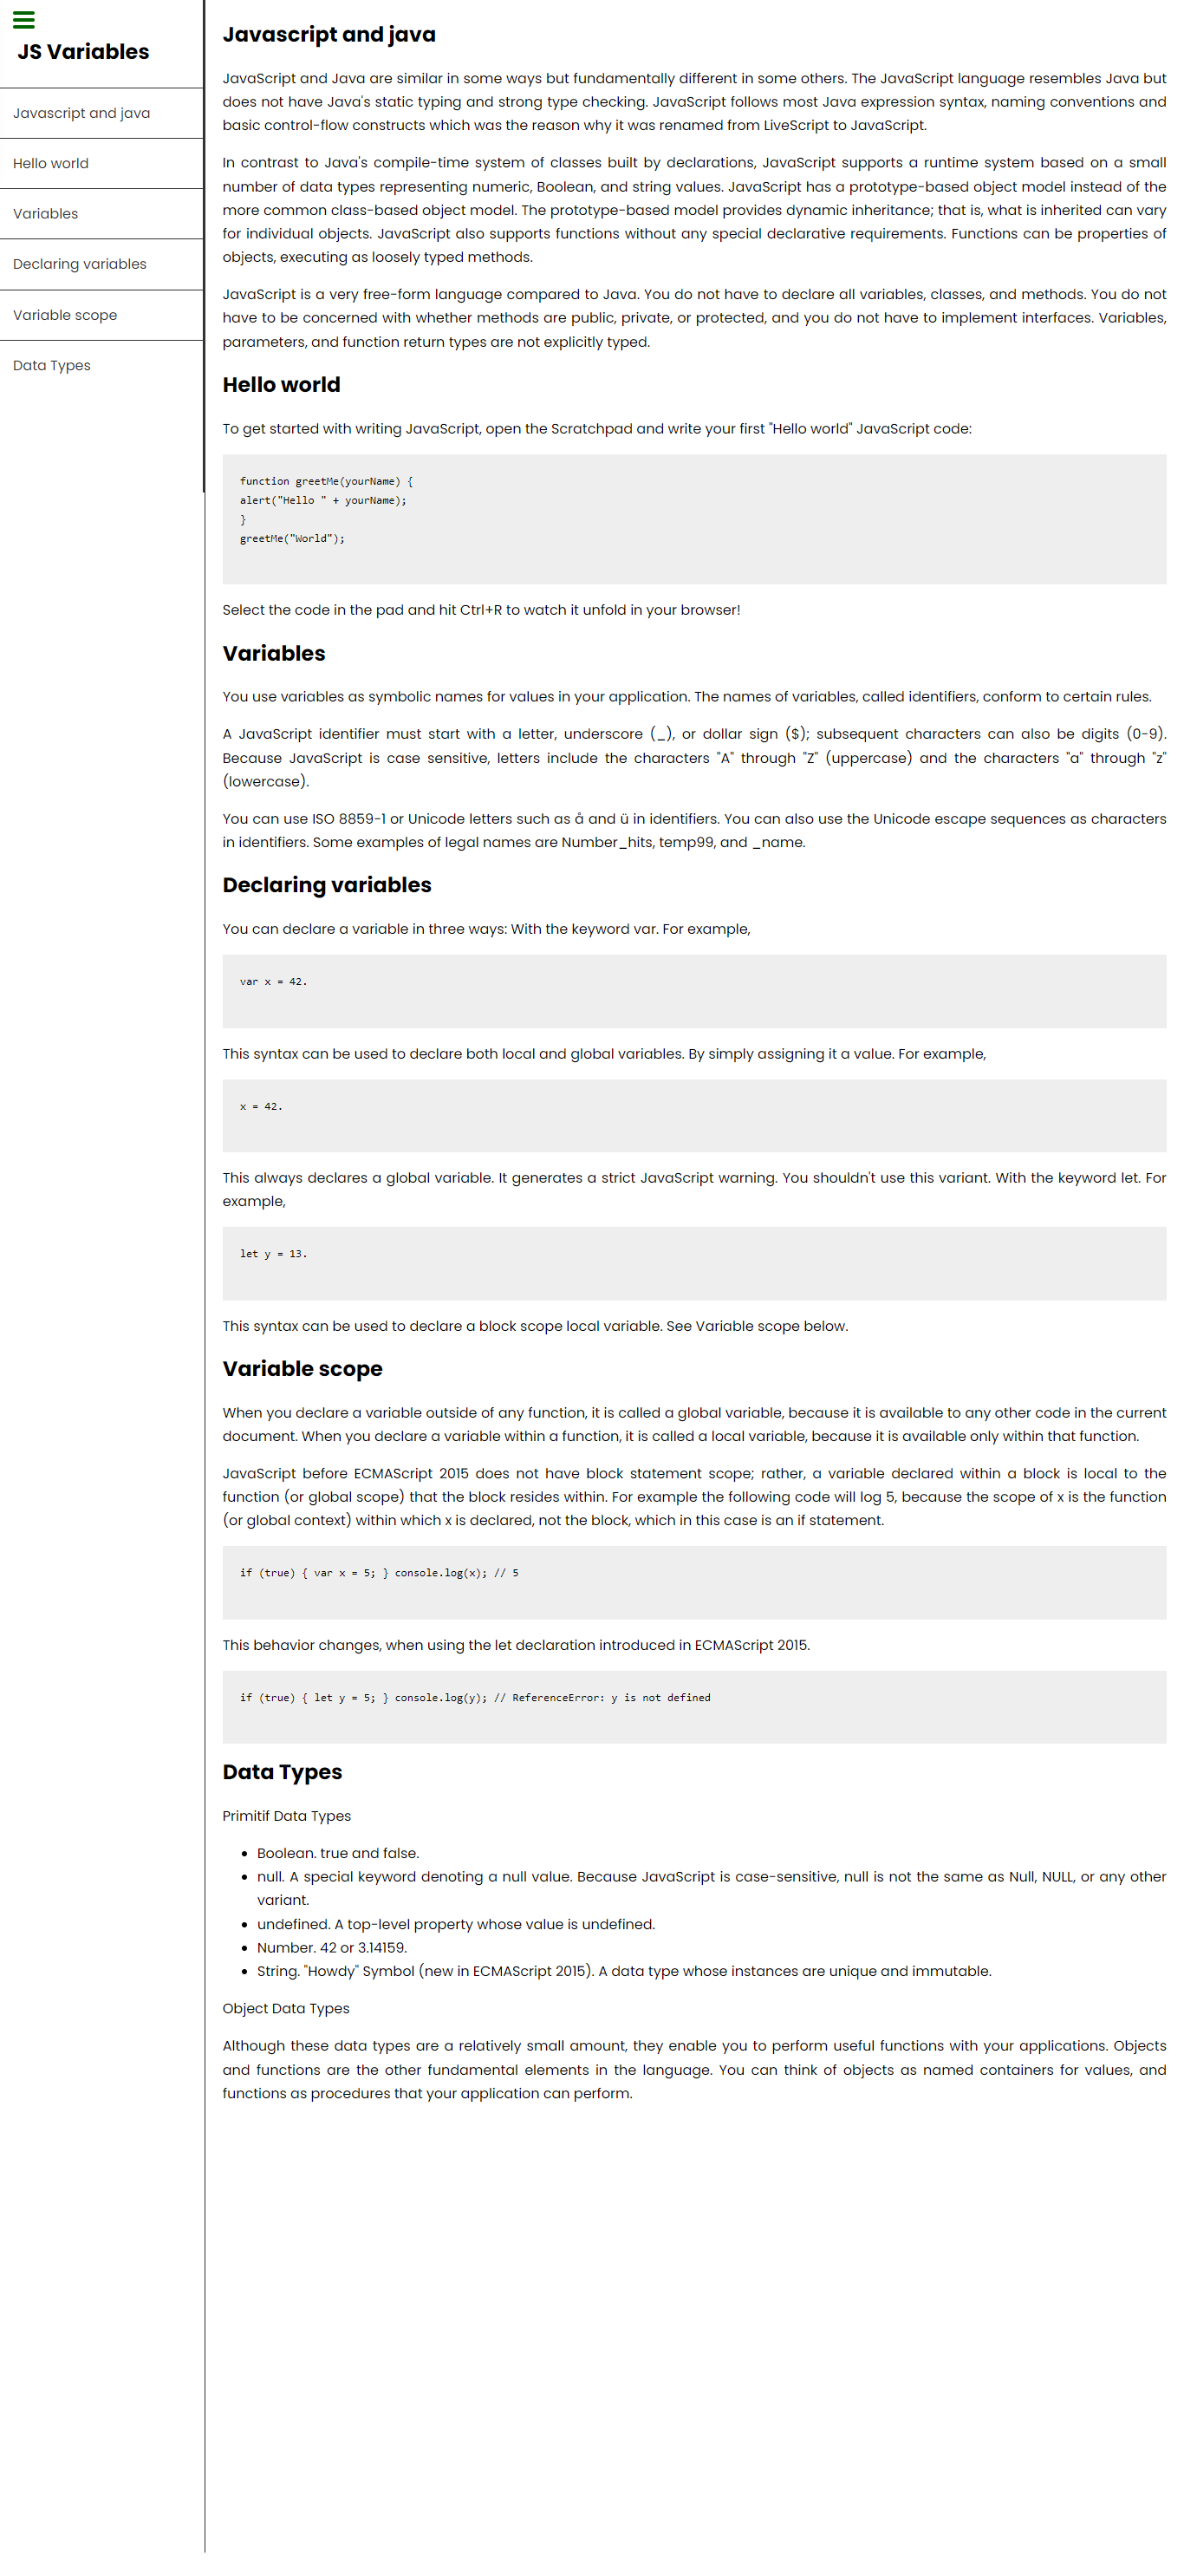 JS Variables
Javascript and java
Hello world
Variables
Declaring variables
Variable scope
Data Types
Javascript and java
JavaScript and Java are similar in some ways but fundamentally different in some others. The JavaScript language resembles Java but
does not have Java's static typing and strong type checking. JavaScript follows most Java expression syntax, naming conventions and
basic control-flow constructs which was the reason why it was renamed from LiveScript to JavaScript.
In contrast to Java's compile-time system of classes built by declarations, JavaScript supports a runtime system based on a small
number of data types representing numeric, Boolean, and string values. JavaScript has a prototype-based object model instead of the
more common class-based object model. The prototype-based model provides dynamic inheritance; that is, what is inherited can vary
for individual objects. JavaScript also supports functions without any special declarative requirements. Functions can be properties of
objects, executing as loosely typed methods.
JavaScript is a very free-form language compared to Java. You do not have to declare all variables, classes, and methods. You do not
have to be concerned with whether methods are public, private, or protected, and you do not have to implement interfaces. Variables,
parameters, and function return types are not explicitly typed.
Hello world
To get started with writing JavaScript, open the Scratchpad and write your first "Hello world" JavaScript code:
function greetMe(yourName) {
alert("Hello " + yourName);
}
greetMe("World");
Select the code in the pad and hit Ctrl+R to watch it unfold in your browser!
Variables
You use variables as symbolic names for values in your application. The names of variables, called identifiers, conform to certain rules.
A JavaScript identifier must start with a letter, underscore (_), or dollar sign ($); subsequent characters can also be digits (0-9).
Because JavaScript is case sensitive, letters include the characters "A" through "Z" (uppercase) and the characters "a" through "z"
(lowercase).
You can use ISO 8859-1 or Unicode letters such as å and ü in identifiers. You can also use the Unicode escape sequences as characters
in identifiers. Some examples of legal names are Number_hits, temp99, and _name.
Declaring variables
You can declare a variable in three ways: With the keyword var. For example,
var x = 42.
This syntax can be used to declare both local and global variables. By simply assigning it a value. For example,
x = 42.
This always declares a global variable. It generates a strict JavaScript warning. You shouldn't use this variant. With the keyword let. For
example,
let y = 13.
This syntax can be used to declare a block scope local variable. See Variable scope below.
Variable scope
When you declare a variable outside of any function, it is called a global variable, because it is available to any other code in the current
document. When you declare a variable within a function, it is called a local variable, because it is available only within that function.
JavaScript before ECMAScript 2015 does not have block statement scope; rather, a variable declared within a block is local to the
function (or global scope) that the block resides within. For example the following code will log 5, because the scope of x is the function
(or global context) within which x is declared, not the block, which in this case is an if statement.
if (true) { var x = 5; } console.log(x); // 5
This behavior changes, when using the let declaration introduced in ECMAScript 2015.
if (true) { let y = 5; } console.log(y); // ReferenceError: y is not defined
Data Types
Primitif Data Types
• Boolean. true and false.
• null. A special keyword denoting a null value. Because JavaScript is case-sensitive, null is not the same as Null, NULL, or any other
variant.
• undefined. A top-level property whose value is undefined.
• Number. 42 or 3.14159.
• String. "Howdy" Symbol (new in ECMAScript 2015). A data type whose instances are unique and immutable.
Object Data Types
Although these data types are a relatively small amount, they enable you to perform useful functions with your applications. Objects
and functions are the other fundamental elements in the language. You can think of objects as named containers for values, and
functions as procedures that your application can perform.